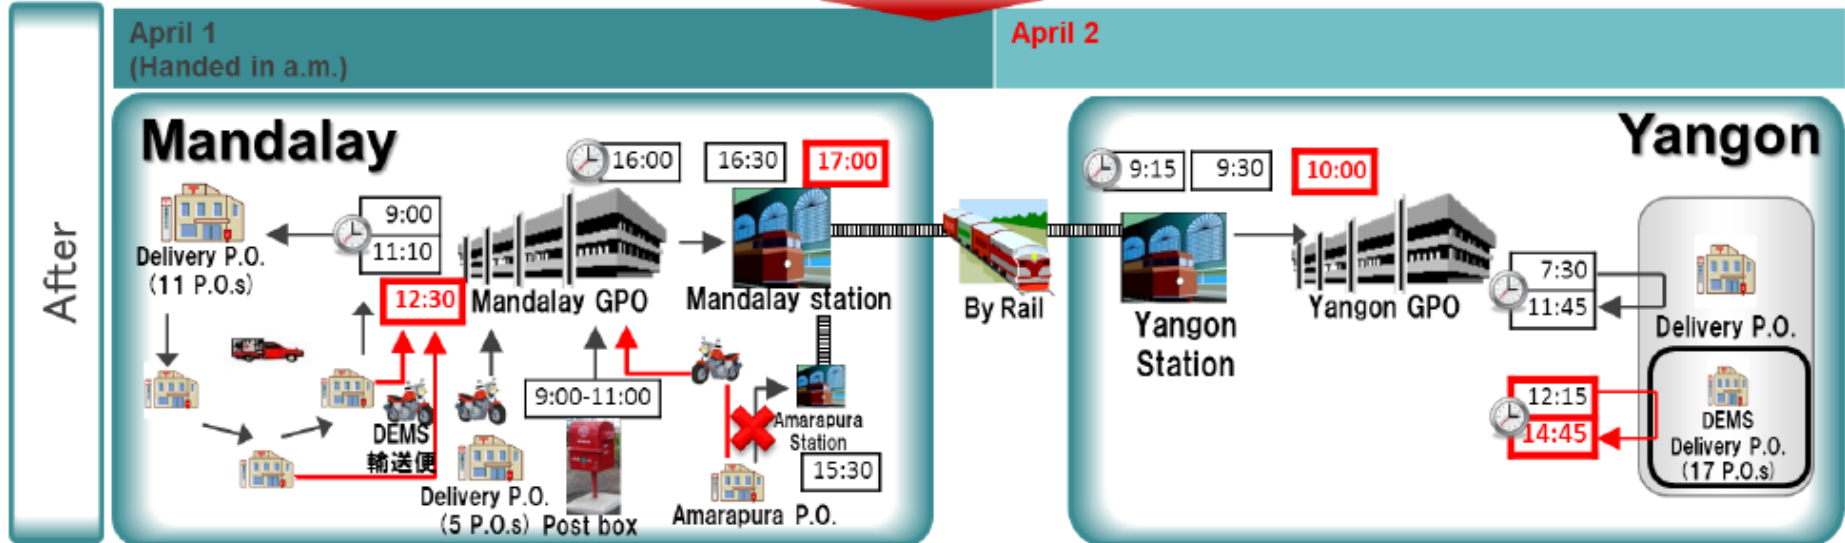 After
April 1
(Handed in a.m.)
April 2
Mandalay
16:00
16:30
17:00
9:00
11:10
12:30
Delivery P.O.
(11 P.O.s)
Mandalay GPO
Mandalay station
DEMS
輸送便
Delivery P.O.
(5 P.O.s)
9:00-11:00
Post box
Amarapura
Station
15:30
Amarapura P.O.
By Rail
Yangon
9:15
9:30
10:00
Yangon
Station
Yangon GPO
7:30
11:45
Delivery P.O.
12:15
14:45
DEMS
Delivery P.O.
(17 P.O.s)